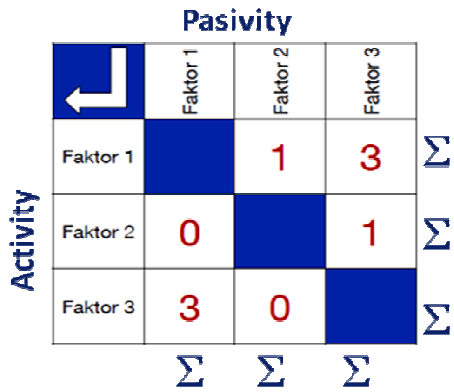 Pasivity
Faktor 1
Faktor 2
Faktor 3
Activity
Faktor 1 1 3 Σ
Faktor 2 0 1 Σ
Faktor 3 3 0 Σ
Σ Σ Σ